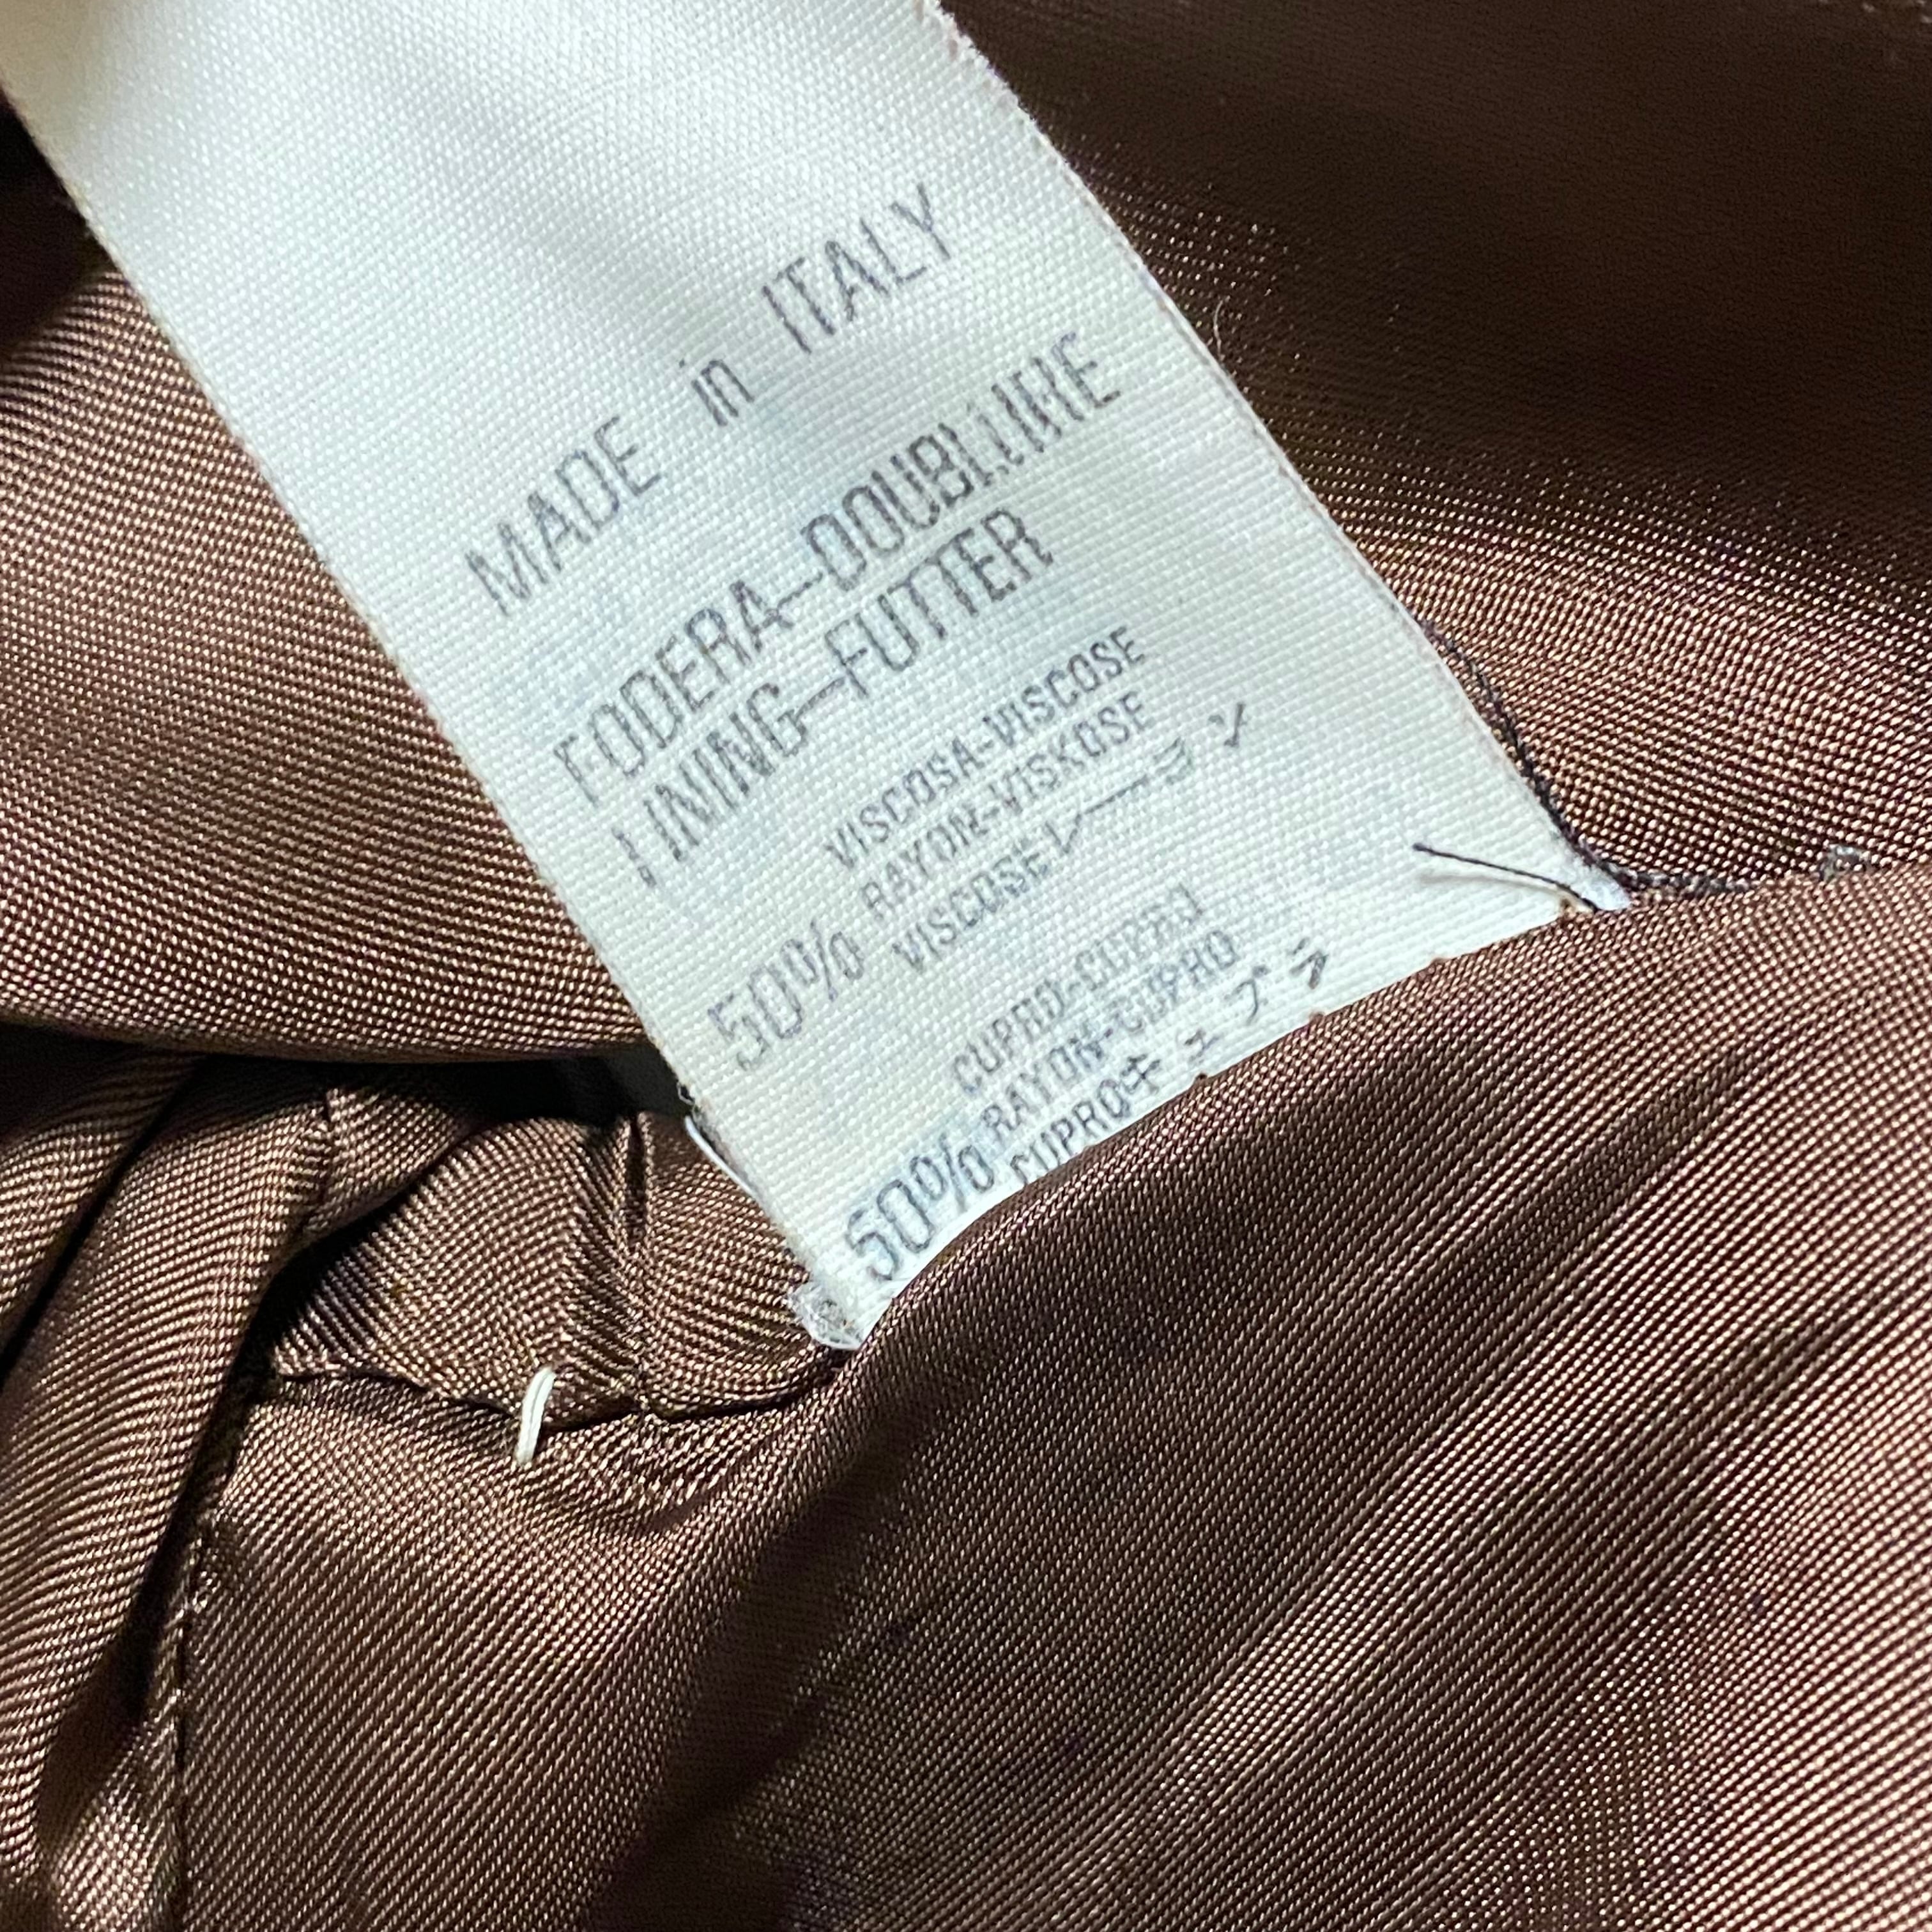 MADE in ITALY
FODERA-DOUBLURE
LINING-FUTTER
VISCOSA-VISCOSE
50% RAYON-VISKOSE
VISCOSEレーヨン
CUPRO-CUPRO
50% RAYON-CUPRO
CUPROキュプラ